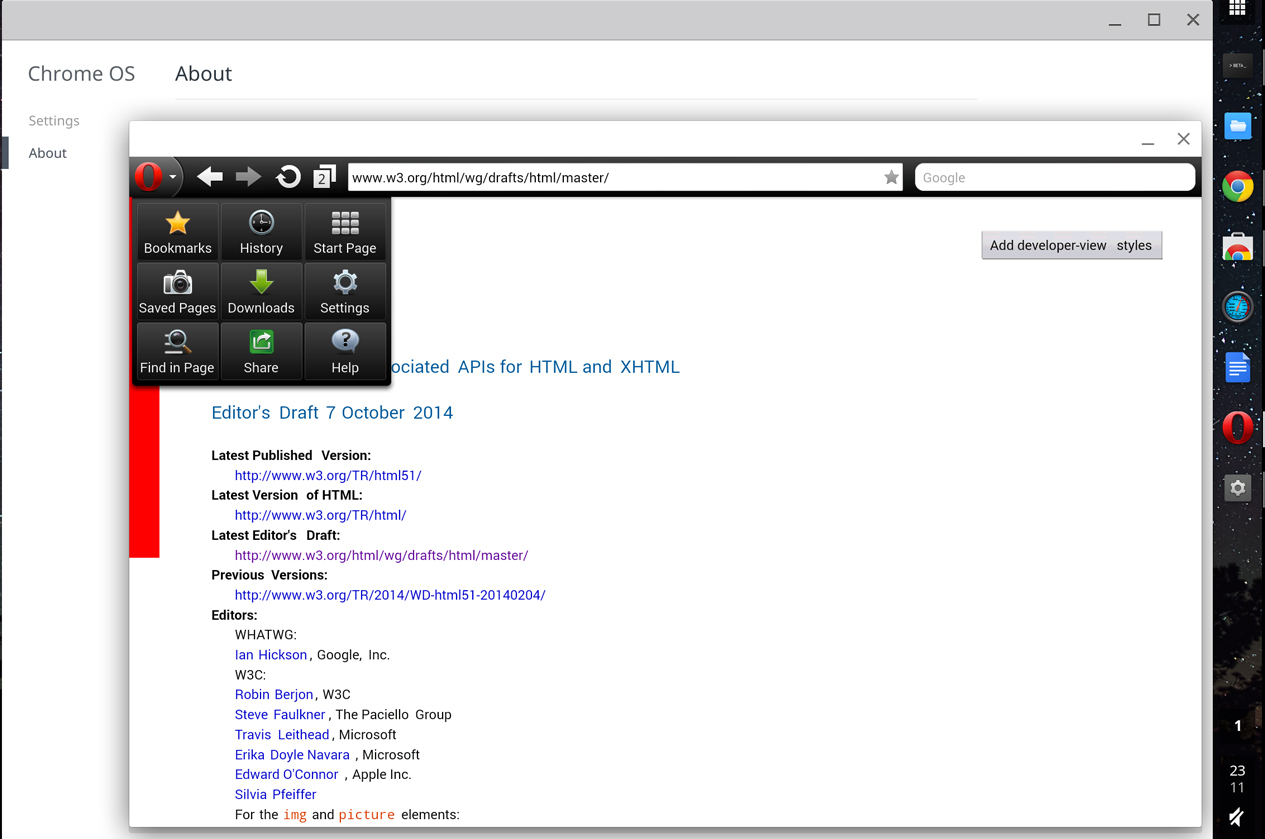 Chrome OS
About
Settings
About
2
www.w3.org/html/wg/drafts/html/master/
Google
Bookmarks
History
Start Page
Saved Pages
Downloads
Settings
Find in Page
Share
Help
Add developer-view styles
ociated APIs for HTML and XHTML
Editor's Draft 7 October 2014
Latest Published Version:
http://www.w3.org/TR/html51/
Latest Version of HTML:
http://www.w3.org/TR/html/
Latest Editor's Draft:
http://www.w3.org/html/wg/drafts/html/master/
Previous Versions:
http://www.w3.org/TR/2014/WD-html51-20140204/
Editors:
WHATWG:
Ian Hickson, Google, Inc.
W3C:
Robin Berjon, W3C
Steve Faulkner, The Paciello Group
Travis Leithead, Microsoft
Erika Doyle Navara , Microsoft
Edward O'Connor , Apple Inc.
Silvia Pfeiffer
For the img and picture elements:
> BETA_
1
23
11